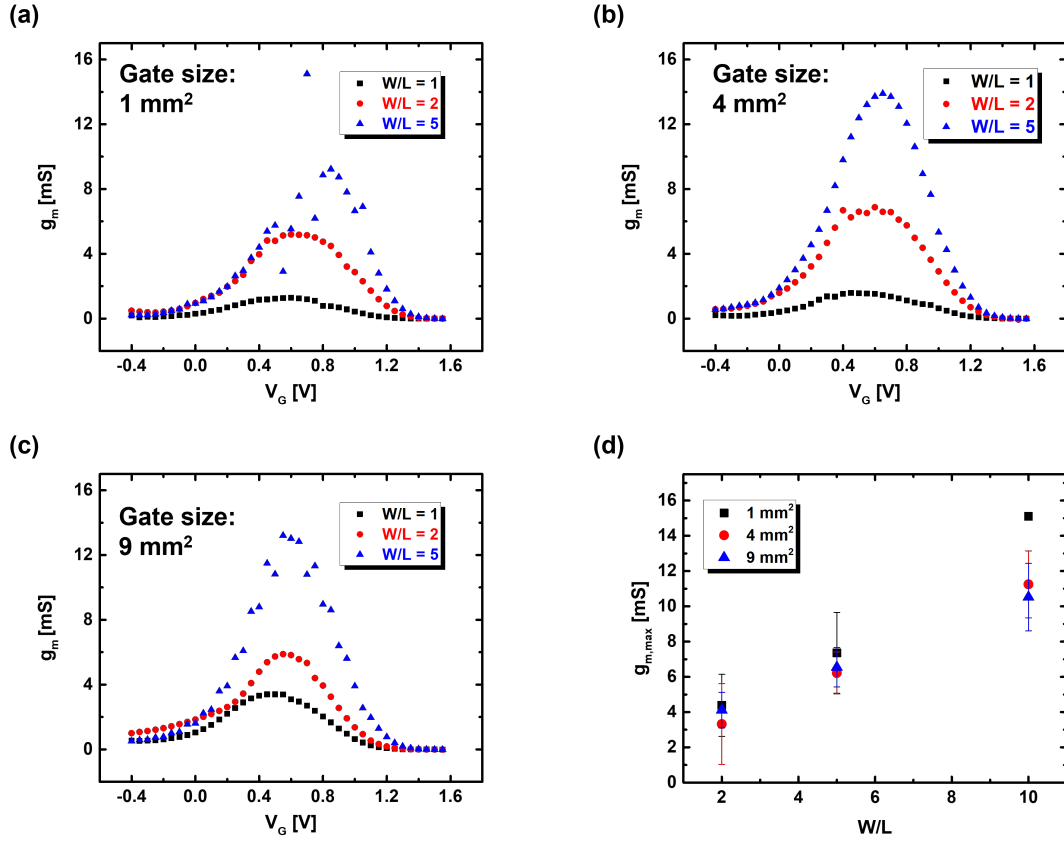 (a)
16
12
8
4
0
gm [mS]
Gate size:
1 mm²
W/L = 1
W/L = 2
W/L = 5
-0.4 0.0 0.4 0.8 1.2 1.6
VG [V]
(b)
16
12
8
4
0
gm [mS]
Gate size:
4 mm²
W/L = 1
W/L = 2
W/L = 5
-0.4 0.0 0.4 0.8 1.2 1.6
VG [V]
(c)
16
12
8
4
0
gm [mS]
Gate size:
9 mm²
W/L = 1
W/L = 2
W/L = 5
-0.4 0.0 0.4 0.8 1.2 1.6
VG [V]
(d)
16
14
12
10
8
6
4
2
0
gm,max [mS]
1 mm²
4 mm²
9 mm²
2 4 6 8 10
W/L